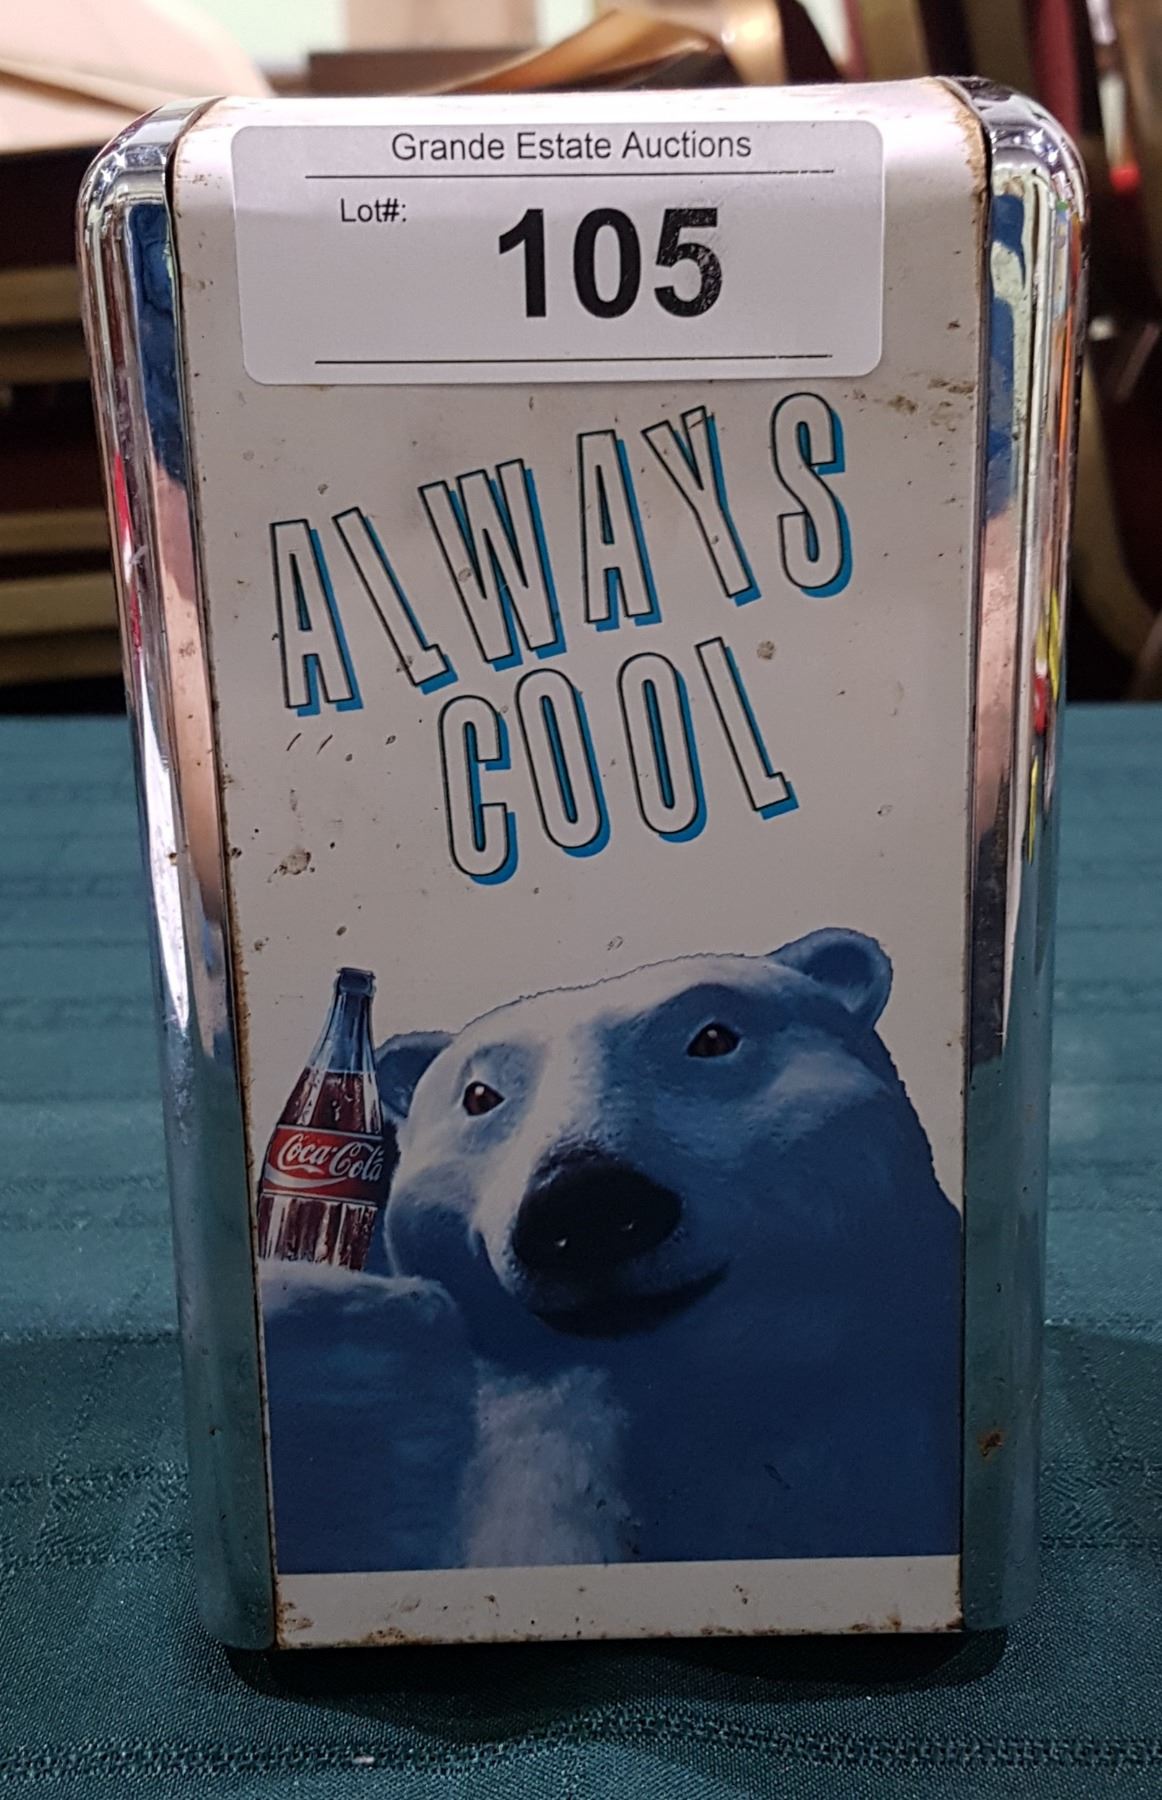 Grande Estate Auctions
Lot#:
105
ALWAYS
COOL
Coca-Cola